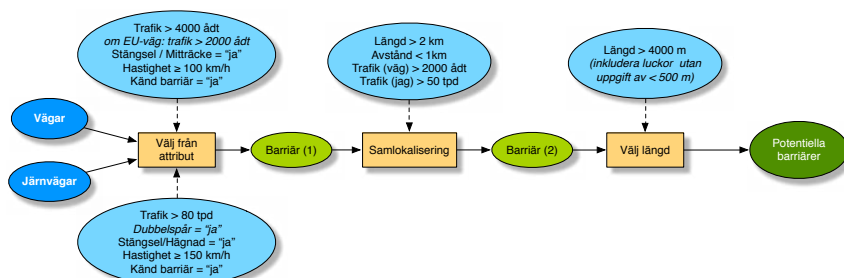 Trafik > 4000 ådt
om EU-väg: trafik > 2000 ådt
Stängsel / Mitträcke = "ja"
Hastighet ≥ 100 km/h
Känd barriär = "ja"
Längd > 2 km
Avstånd < 1km
Trafik (väg) > 2000 ådt
Trafik (jag) > 50 tpd
Längd > 4000 m
(inkludera luckor utan
uppgift av < 500 m)
Vägar
Järnvägar
Välj från
attribut
Barriär (1)
Samlokalisering
Barriär (2)
Välj längd
Potentiella
barriärer
Trafik > 80 tpd
Dubbelspår = "ja"
Stängsel/Hägnad = "ja"
Hastighet ≥ 150 km/h
Känd barriär = "ja"